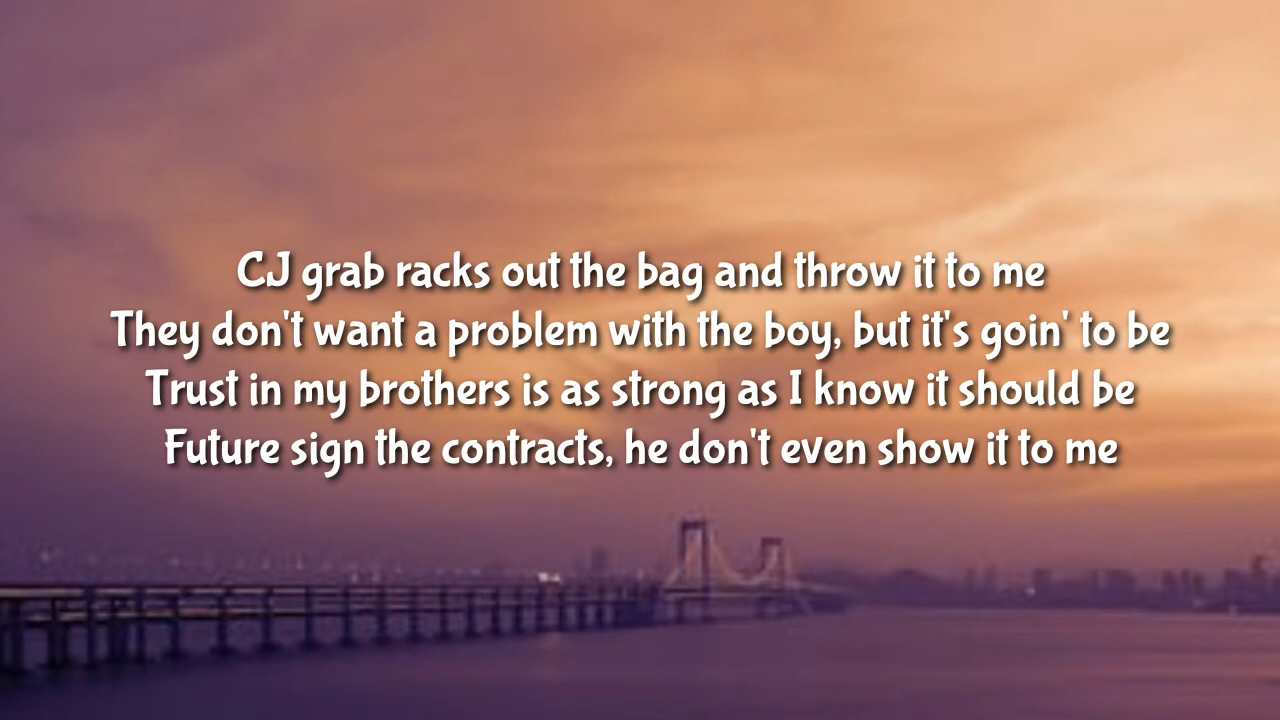 CJ grab racks out the bag and throw it to me
They don't want a problem with the boy, but it's goin' to be
Trust in my brothers is as strong as I know it should be
Future sign the contracts, he don't even show it to me